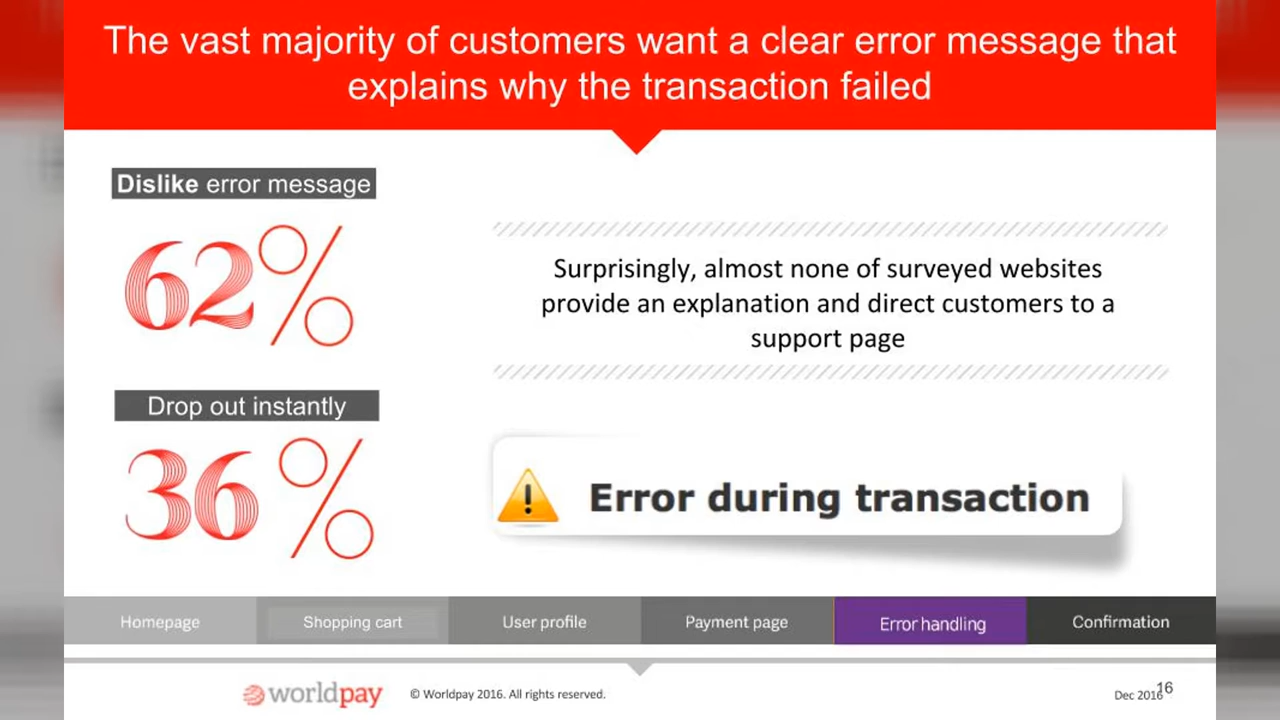 The vast majority of customers want a clear error message that
explains why the transaction failed
Dislike error message
62%
Surprisingly, almost none of surveyed websites
provide an explanation and direct customers to a
support page
Drop out instantly
36%
Error during transaction
Homepage
Shopping cart
User profile
Payment page
Error handling
Confirmation
worldpay
© Worldpay 2016. All rights reserved.
Dec 2016
16